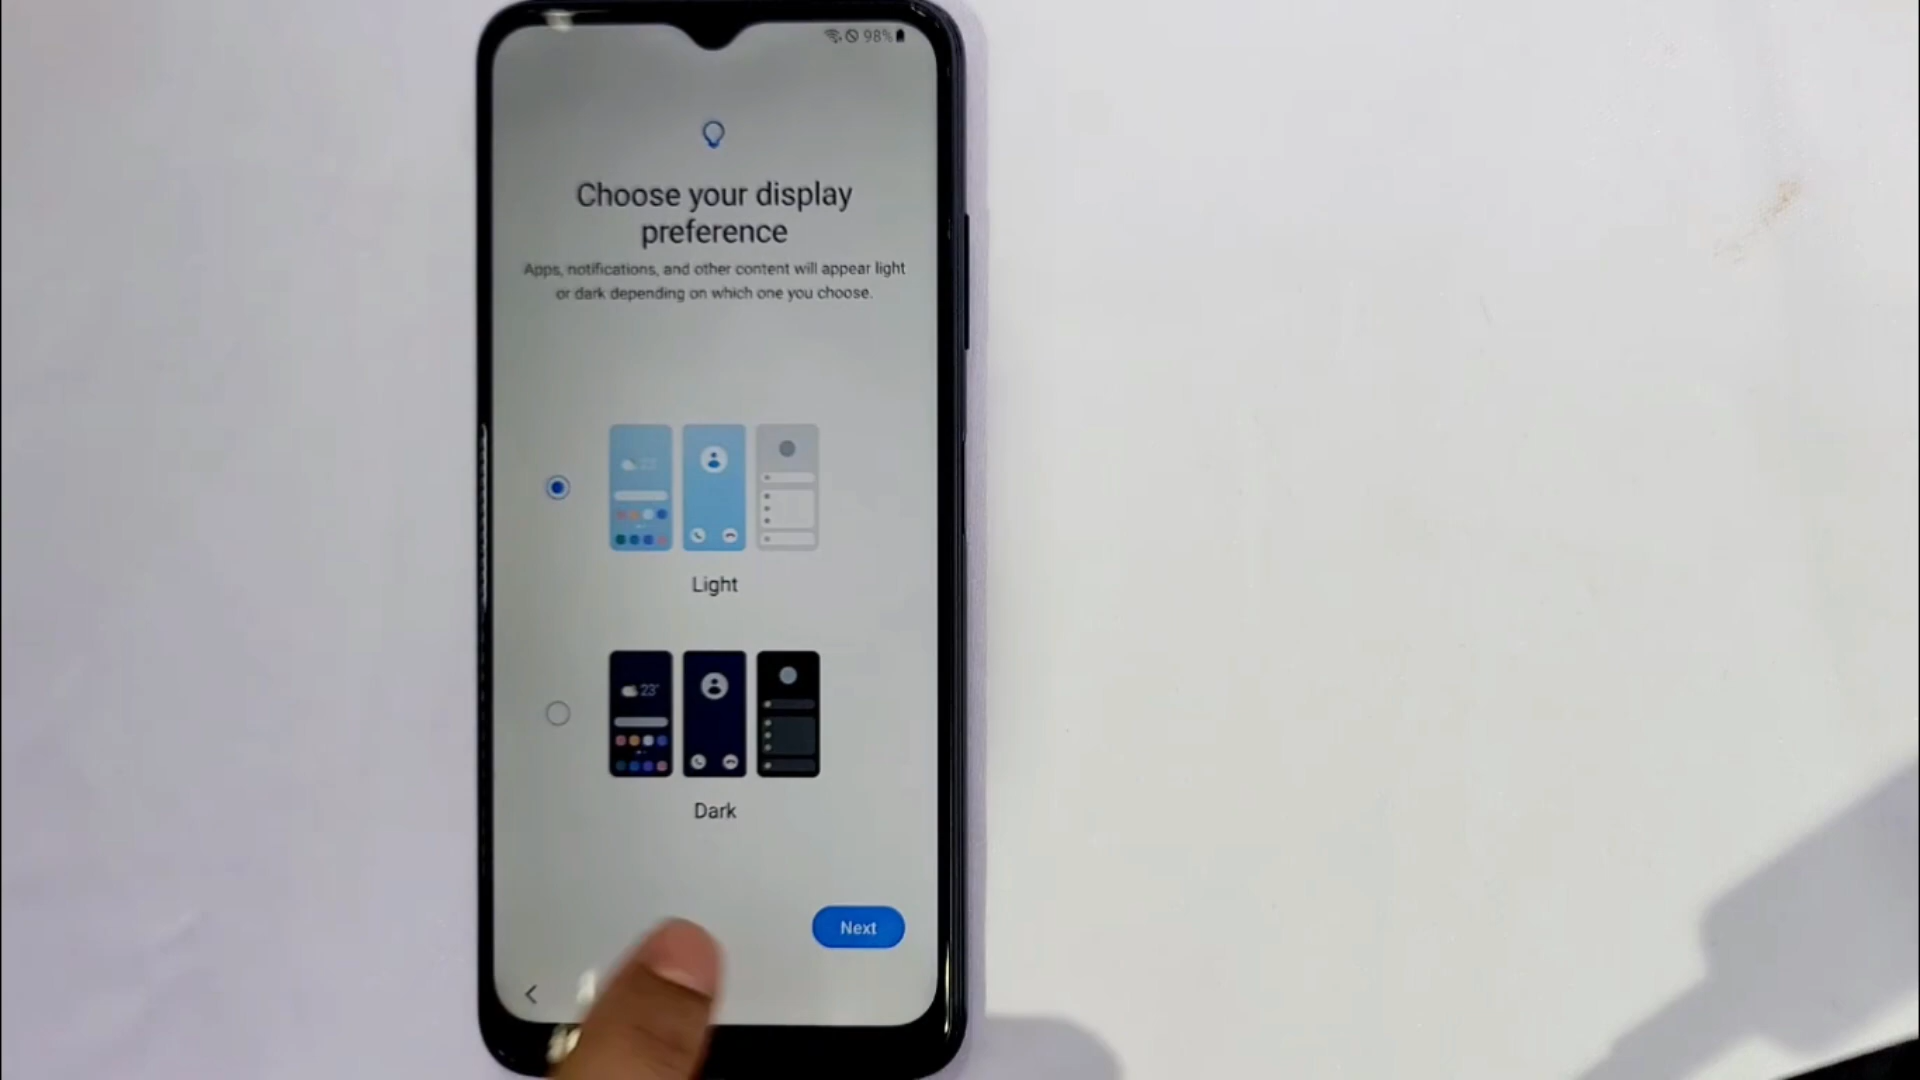 98%
Choose your display
preference
Apps, notifications, and other content will appear light
or dark depending on which one you choose.
Light
23°
Dark
Next